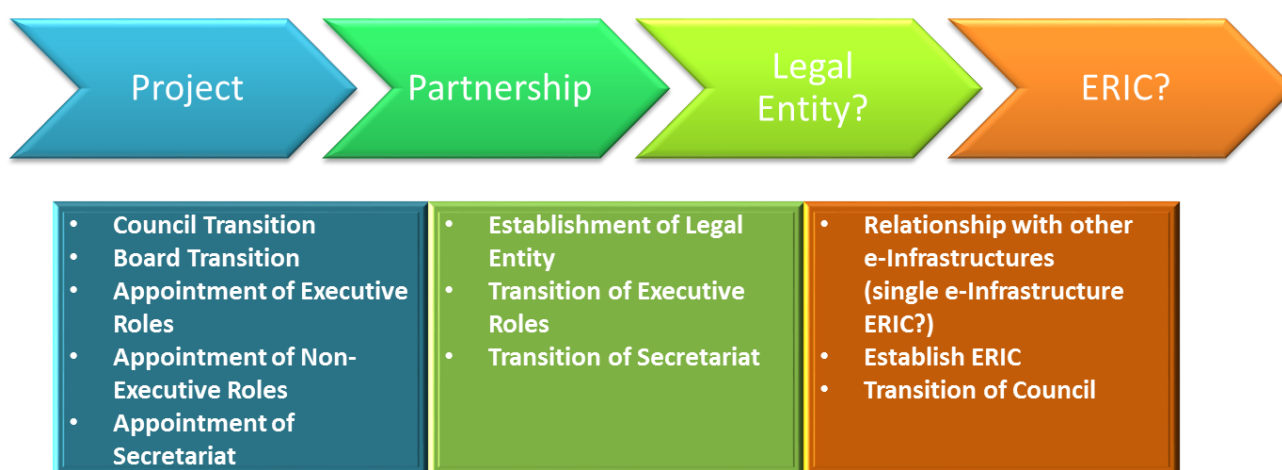 Project
Partnership
Legal
Entity?
ERIC?
• Council Transition
• Board Transition
• Appointment of Executive
Roles
• Appointment of Non-
Executive Roles
• Appointment of
Secretariat
• Establishment of Legal
Entity
• Transition of Executive
Roles
• Transition of Secretariat
• Relationship with other
e-Infrastructures
(single e-Infrastructure
ERIC?)
• Establish ERIC
• Transition of Council